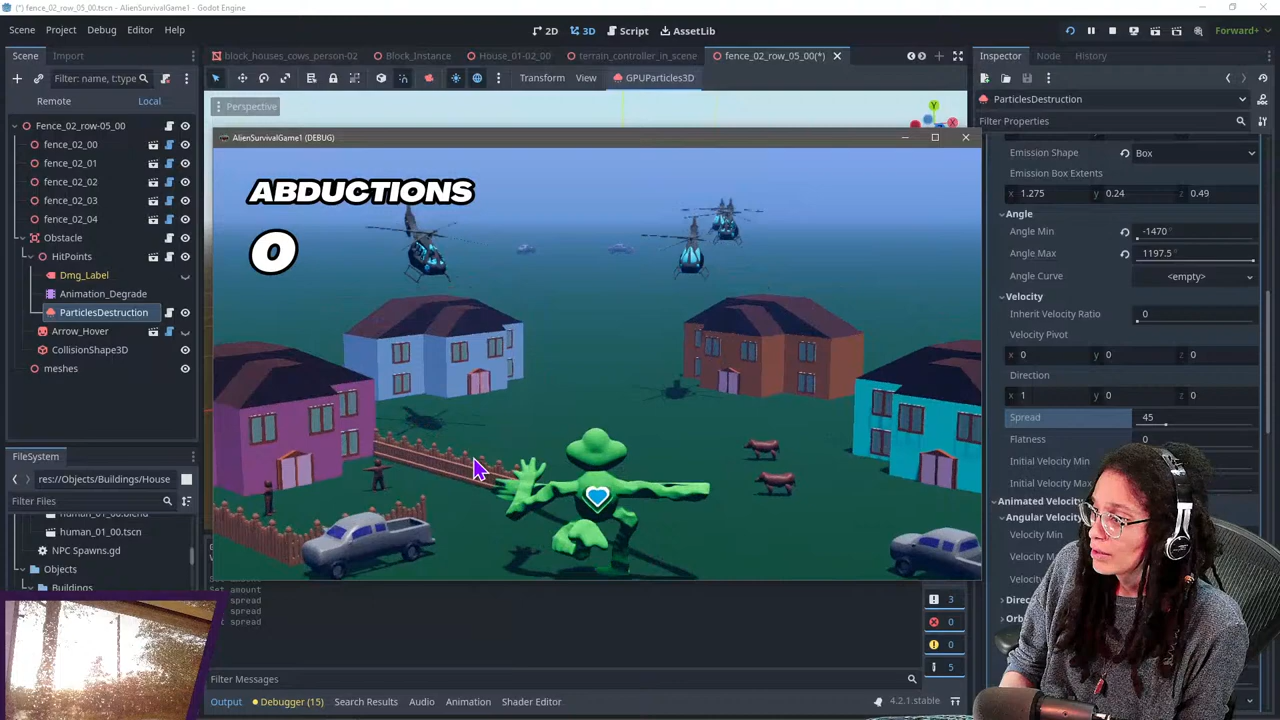 (*) fence_02_row_05_00.tscn - AlienSurvivalGame1 - Godot Engine
Scene Project Debug Editor Help
2D 3D Script AssetLib
Forward+
Scene Import
block_houses_cows_person-02 Block_Instance House_01-02_00 terrain_controller_in_scene fence_02_row_05_00(*)
Inspector Node History
Filter: name, t:type
Transform View GPUParticles3D
Remote Local
Perspective
Y
X
ParticlesDestruction
Filter Properties
Fence_02_row-05_00
fence_02_00
fence_02_01
fence_02_02
fence_02_03
fence_02_04
Obstacle
HitPoints
Dmg_Label
Animation_Degrade
ParticlesDestruction
Arrow_Hover
CollisionShape3D
meshes
AlienSurvivalGame1 (DEBUG)
ABDUCTIONS
0
Emission Shape Box
Emission Box Extents
x 1.275 y 0.24 z 0.49
Angle
Angle Min -1470 °
Angle Max 1197.5 °
Angle Curve <empty>
Velocity
Inherit Velocity Ratio 0
Velocity Pivot
x 0 y 0 z 0
Direction
x 1 y 0 z 0
Spread 45
Flatness 0
Initial Velocity Min
Initial Velocity Max
Animated Velocity
Angular Velocity
Velocity Min
FileSystem
res://Objects/Buildings/House
Filter Files
human_01_00.tscn
NPC Spawns.gd
Objects
Buildings
Set amount
spread
spread
spread
3
0
0
5
Filter Messages
Output Debugger (15) Search Results Audio Animation Shader Editor
4.2.1.stable